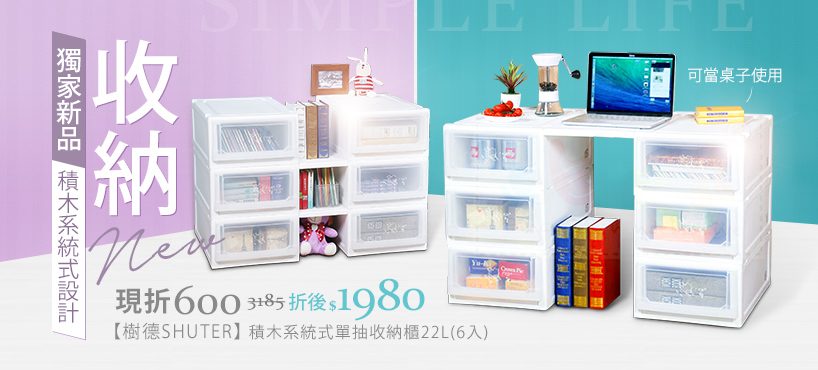 SIMPLE LIFE
獨家新品
積木系統式設計
收納
New
可當桌子使用
現折600 3185 折後$1980
【樹德SHUTER】積木系統式單抽收納櫃22L(6入)